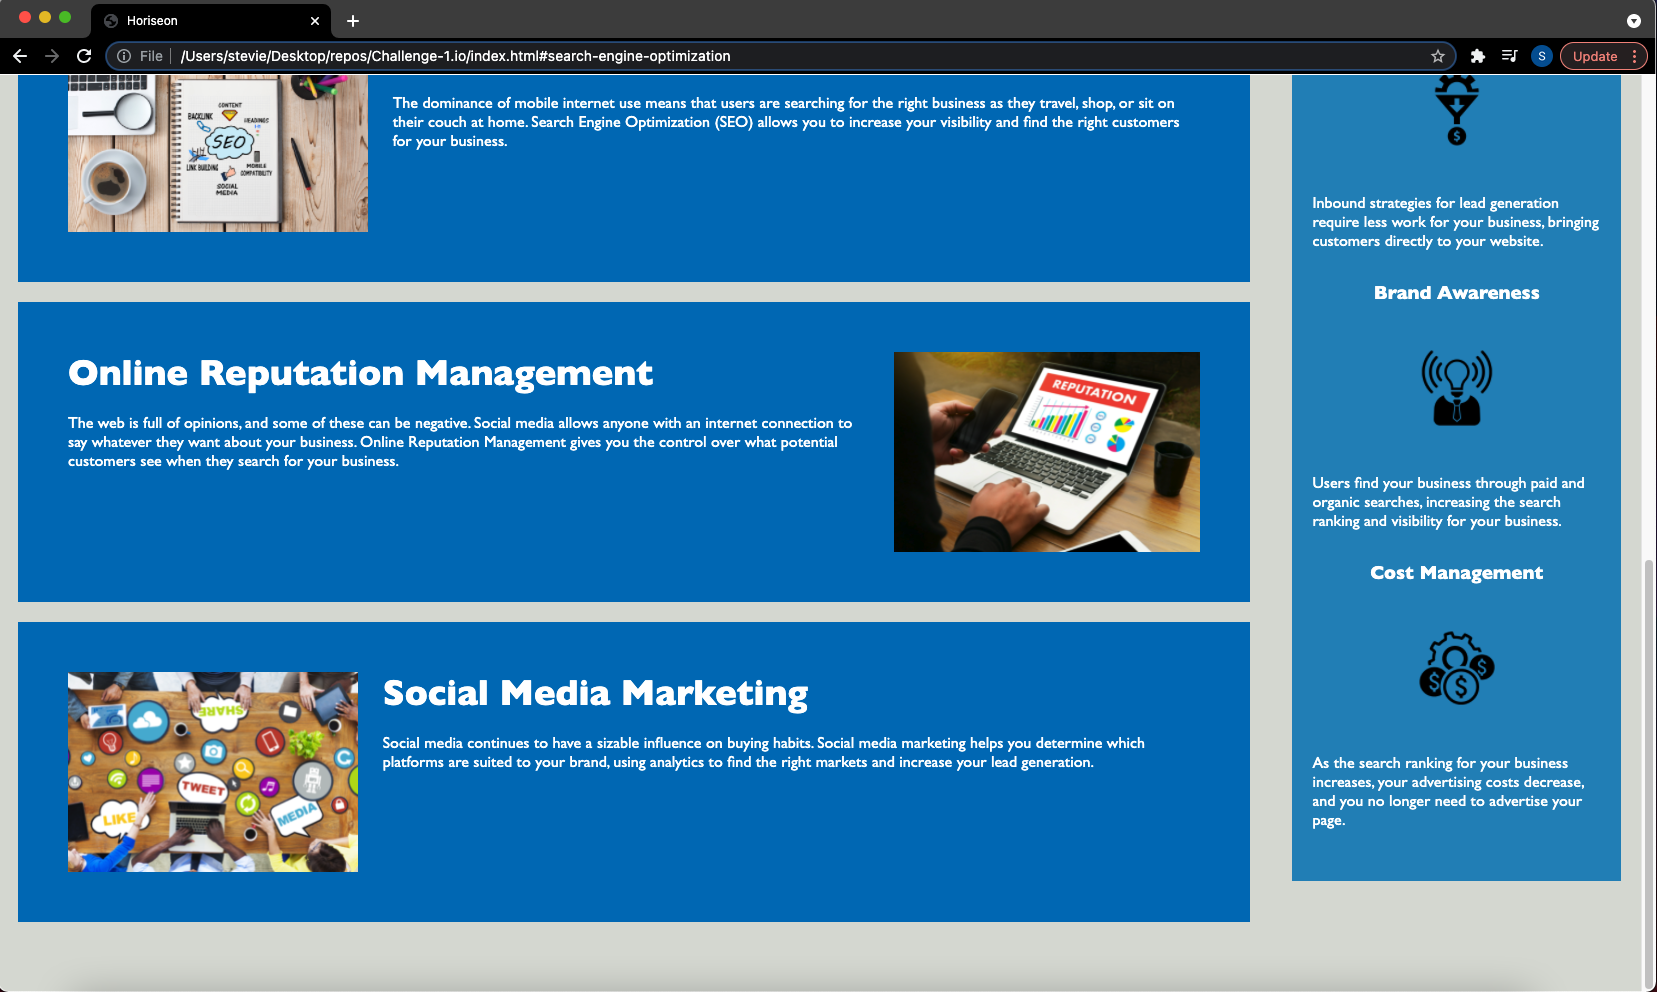 Horiseon
File
/Users/stevie/Desktop/repos/Challenge-1.io/index.html#search-engine-optimization
S
Update
CONTENT
BACKLINK
HEADINGS
SEO
LINK BUILDING
MOBILE
COMPATIBILITY
SOCIAL
MEDIA
The dominance of mobile internet use means that users are searching for the right business as they travel, shop, or sit on
their couch at home. Search Engine Optimization (SEO) allows you to increase your visibility and find the right customers
for your business.
Online Reputation Management
The web is full of opinions, and some of these can be negative. Social media allows anyone with an internet connection to
say whatever they want about your business. Online Reputation Management gives you the control over what potential
customers see when they search for your business.
REPUTATION
SHARE
TWEET
LIKE
MEDIA
Social Media Marketing
Social media continues to have a sizable influence on buying habits. Social media marketing helps you determine which
platforms are suited to your brand, using analytics to find the right markets and increase your lead generation.
$
Inbound strategies for lead generation
require less work for your business, bringing
customers directly to your website.
Brand Awareness
Users find your business through paid and
organic searches, increasing the search
ranking and visibility for your business.
Cost Management
$ $ $
As the search ranking for your business
increases, your advertising costs decrease,
and you no longer need to advertise your
page.